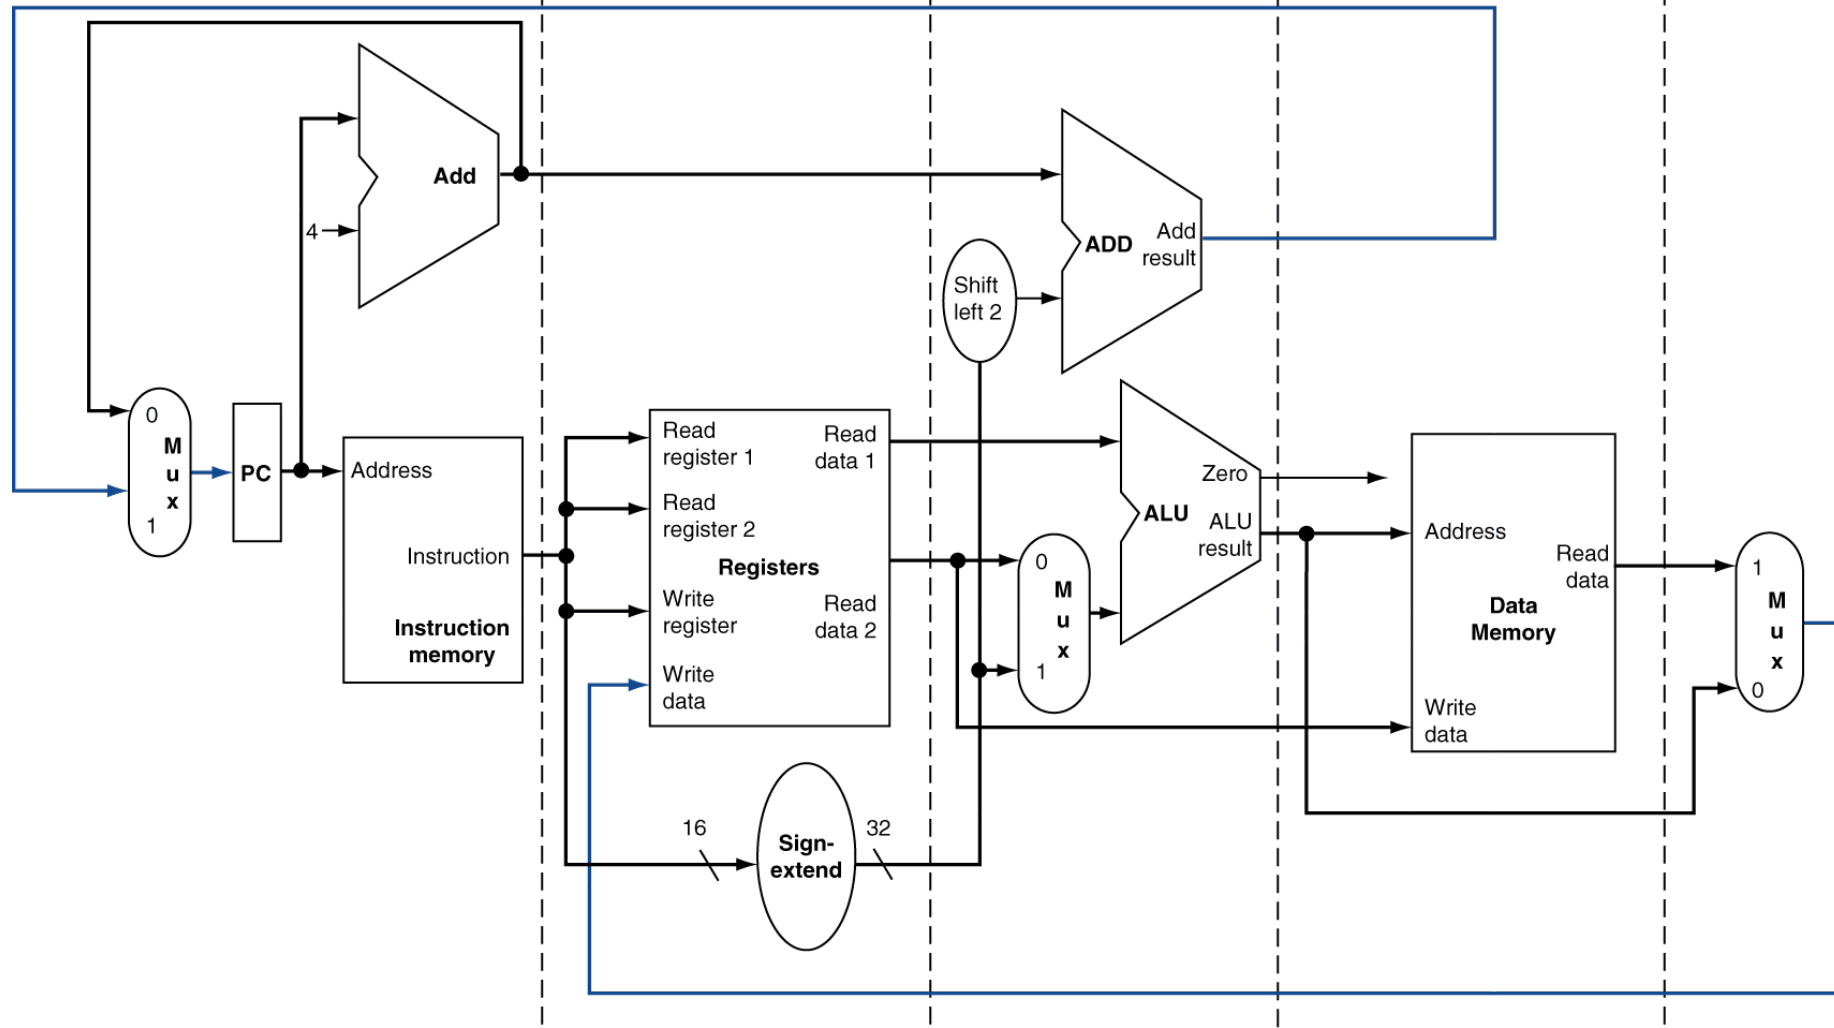 Add
4
ADD
Add
result
Shift
left 2
0
M
u
x
1
PC
Address
Instruction
Instruction
memory
Read
register 1
Read
data 1
Read
register 2
Registers
Write
register
Read
data 2
Write
data
16
Sign-
extend
32
0
M
u
x
1
Zero
ALU
ALU
result
Address
Read
data
Data
Memory
Write
data
1
M
u
x
0